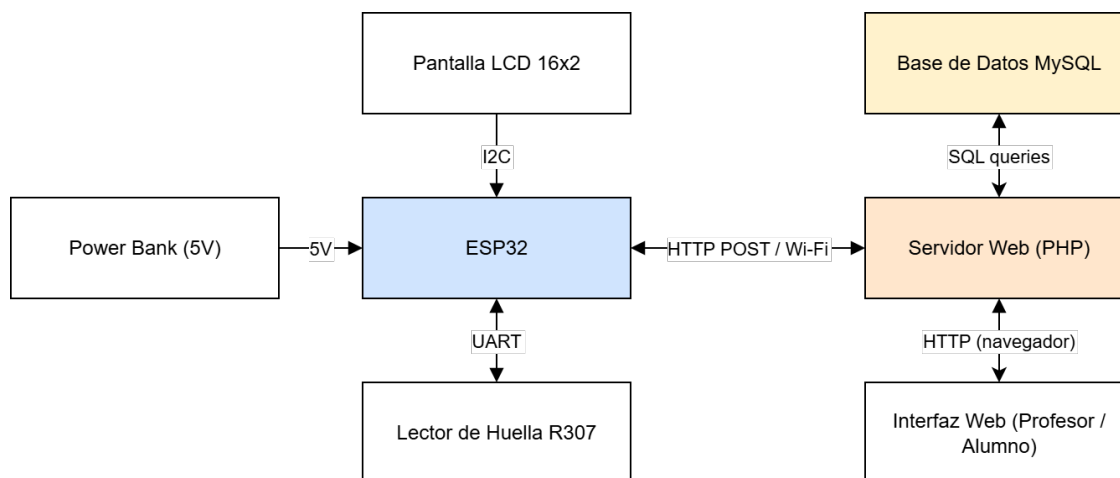 Pantalla LCD 16x2
Base de Datos MySQL
I2C
SQL queries
Power Bank (5V)
5V
ESP32
HTTP POST / Wi-Fi
Servidor Web (PHP)
UART
HTTP (navegador)
Lector de Huella R307
Interfaz Web (Profesor /
Alumno)